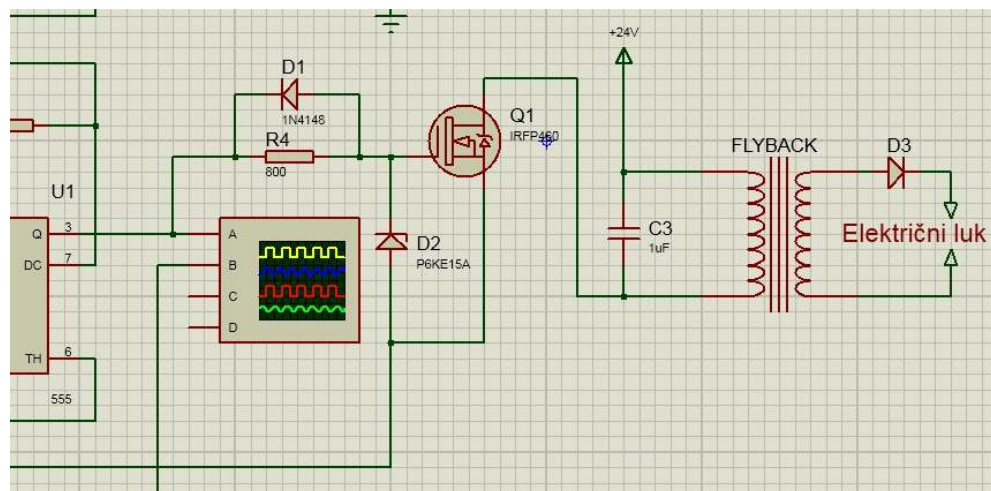 +24V
D1
1N4148
Q1
IRFP460
R4
800
FLYBACK
D3
U1
Q 3
A
C3
1uF
Električni luk
D2
P6KE15A
DC 7
B
C
D
TH 6
555